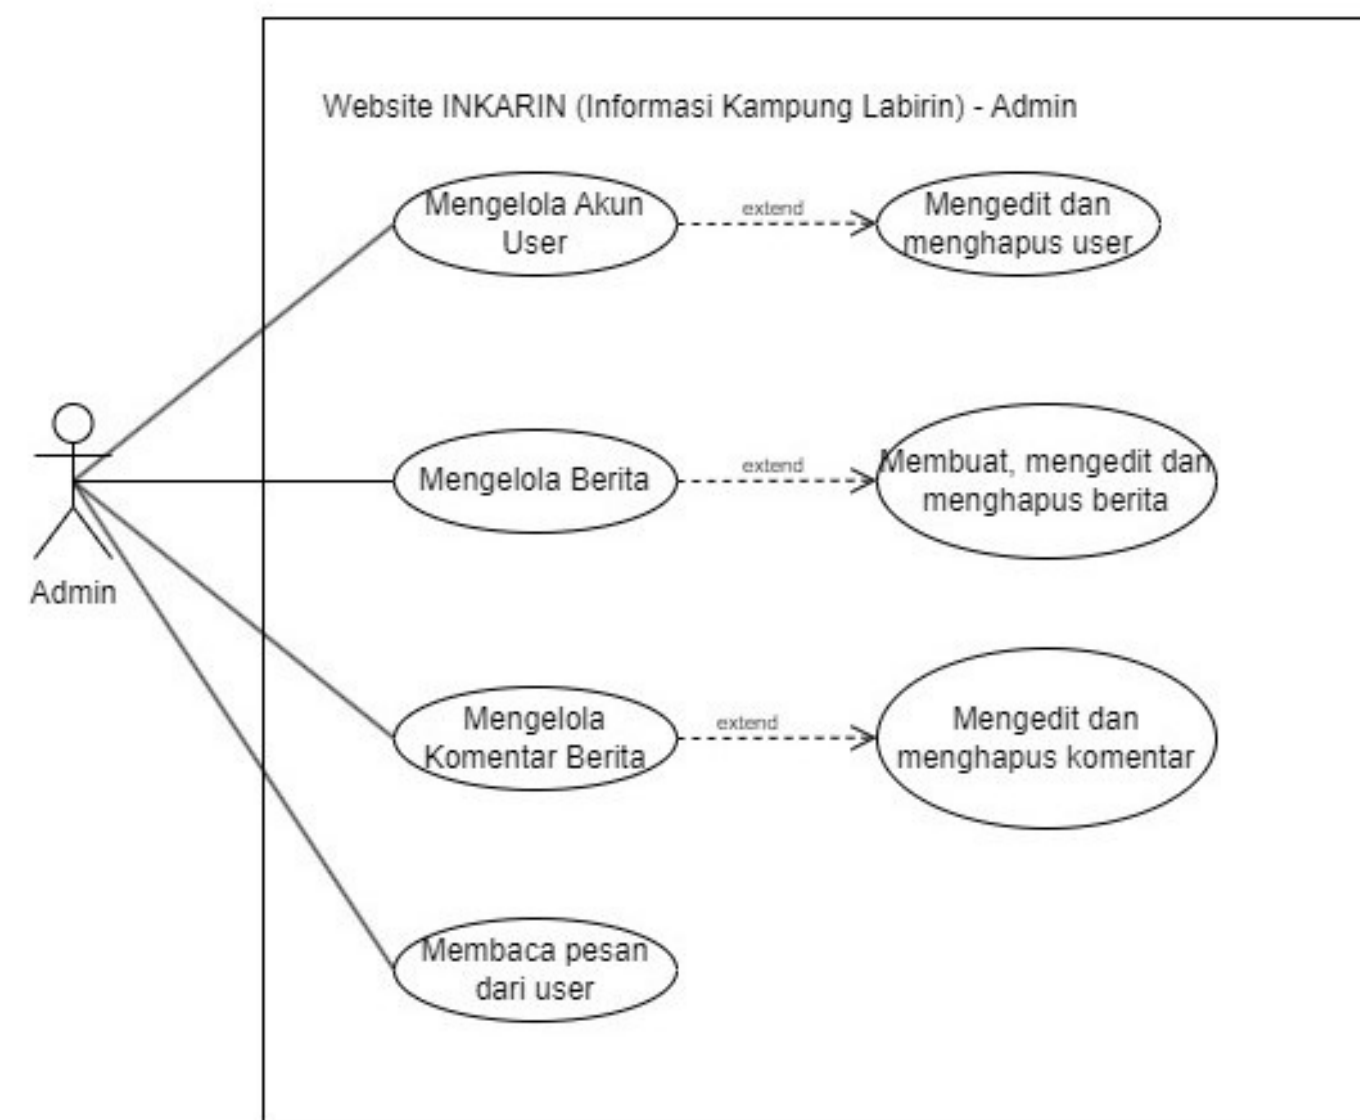 Website INKARIN (Informasi Kampung Labirin) - Admin
Mengelola Akun
User
extend
Mengedit dan
menghapus user
Mengelola Berita
extend
Membuat, mengedit dan
menghapus berita
Admin
Mengelola
Komentar Berita
extend
Mengedit dan
menghapus komentar
Membaca pesan
dari user